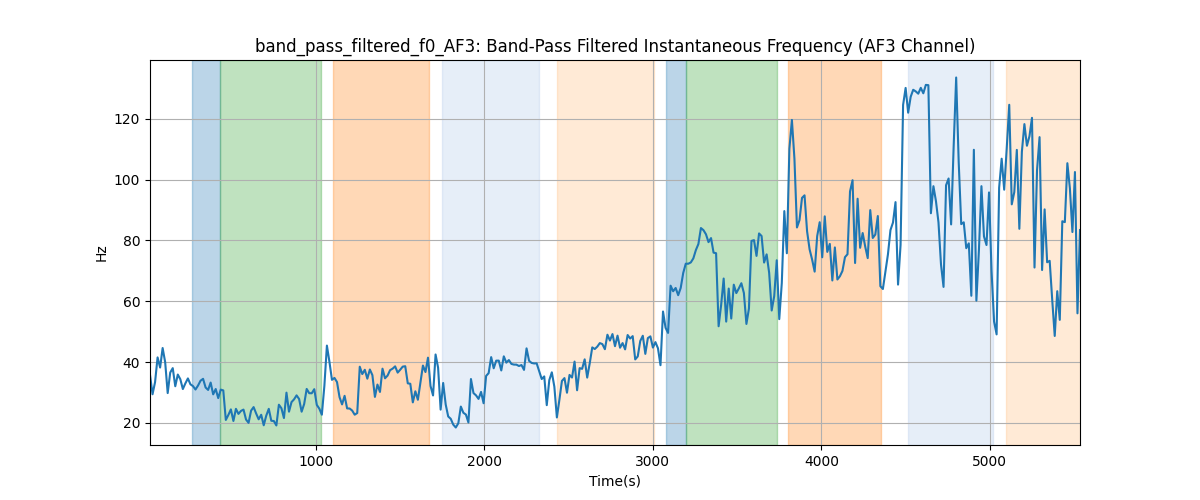 band_pass_filtered_f0_AF3: Band-Pass Filtered Instantaneous Frequency (AF3 Channel)
120
100
80
60
40
20
Hz
1000 2000 3000 4000 5000
Time(s)